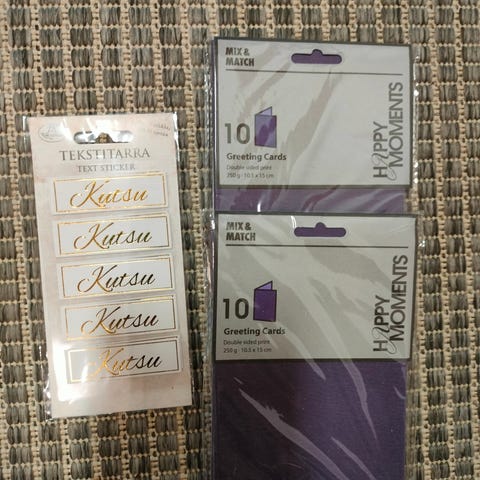 TEKSTITARRA
TEXT STICKER
Kutsu
Kutsu
Kutsu
Kutsu
Kutsu
MIX &
MATCH
10
Greeting Cards
Double sided print
250 g · 10.5 x 15 cm
HAPPY
MOMENTS
MIX &
MATCH
10
Greeting Cards
Double sided print
250 g · 10.5 x 15 cm
HAPPY
MOMENTS